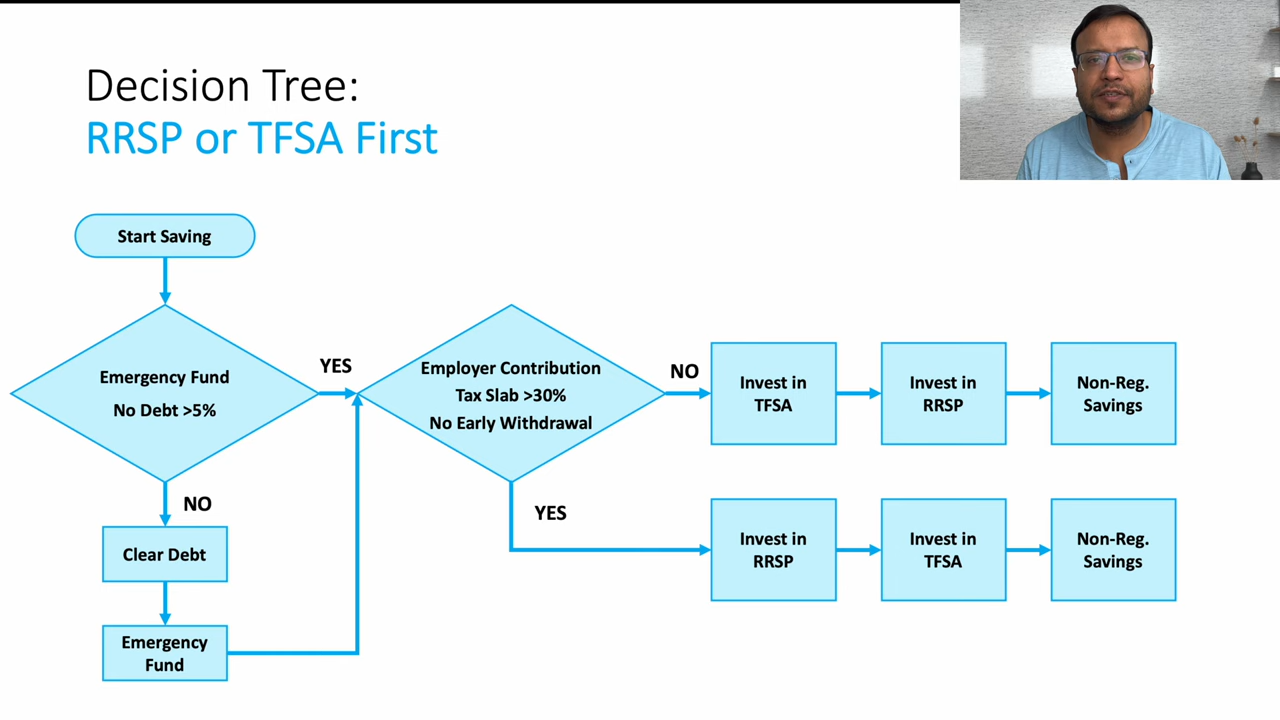 Decision Tree:
RRSP or TFSA First
Start Saving
Emergency Fund
No Debt >5%
YES
NO
Clear Debt
Emergency
Fund
Employer Contribution
Tax Slab >30%
No Early Withdrawal
NO
Invest in
TFSA
Invest in
RRSP
Non-Reg.
Savings
YES
Invest in
RRSP
Invest in
TFSA
Non-Reg.
Savings